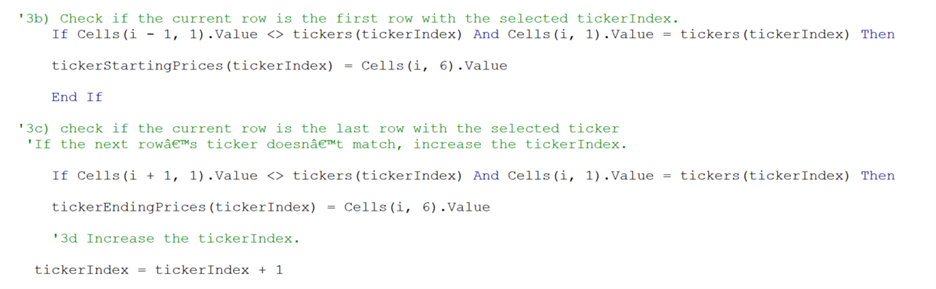 '3b) Check if the current row is the first row with the selected tickerIndex.
If Cells(i - 1, 1).Value <> tickers(tickerIndex) And Cells(i, 1).Value = tickers(tickerIndex) Then
tickerStartingPrices(tickerIndex) = Cells(i, 6).Value
End If
'3c) check if the current row is the last row with the selected ticker
'If the next rowâ€™s ticker doesnâ€™t match, increase the tickerIndex.
If Cells(i + 1, 1).Value <> tickers(tickerIndex) And Cells(i, 1).Value = tickers(tickerIndex) Then
tickerEndingPrices(tickerIndex) = Cells(i, 6).Value
'3d Increase the tickerIndex.
tickerIndex = tickerIndex + 1